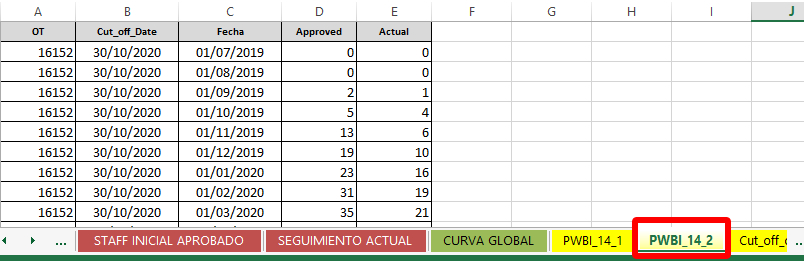 A B C D E F G H I J
OT Cut_off_Date Fecha Approved Actual
16152 30/10/2020 01/07/2019 0 0
16152 30/10/2020 01/08/2019 0 0
16152 30/10/2020 01/09/2019 2 1
16152 30/10/2020 01/10/2019 5 4
16152 30/10/2020 01/11/2019 13 6
16152 30/10/2020 01/12/2019 19 10
16152 30/10/2020 01/01/2020 23 16
16152 30/10/2020 01/02/2020 31 19
16152 30/10/2020 01/03/2020 35 21
... STAFF INICIAL APROBADO SEGUIMIENTO ACTUAL CURVA GLOBAL PWBI_14_1 PWBI_14_2 Cut_off_ ...